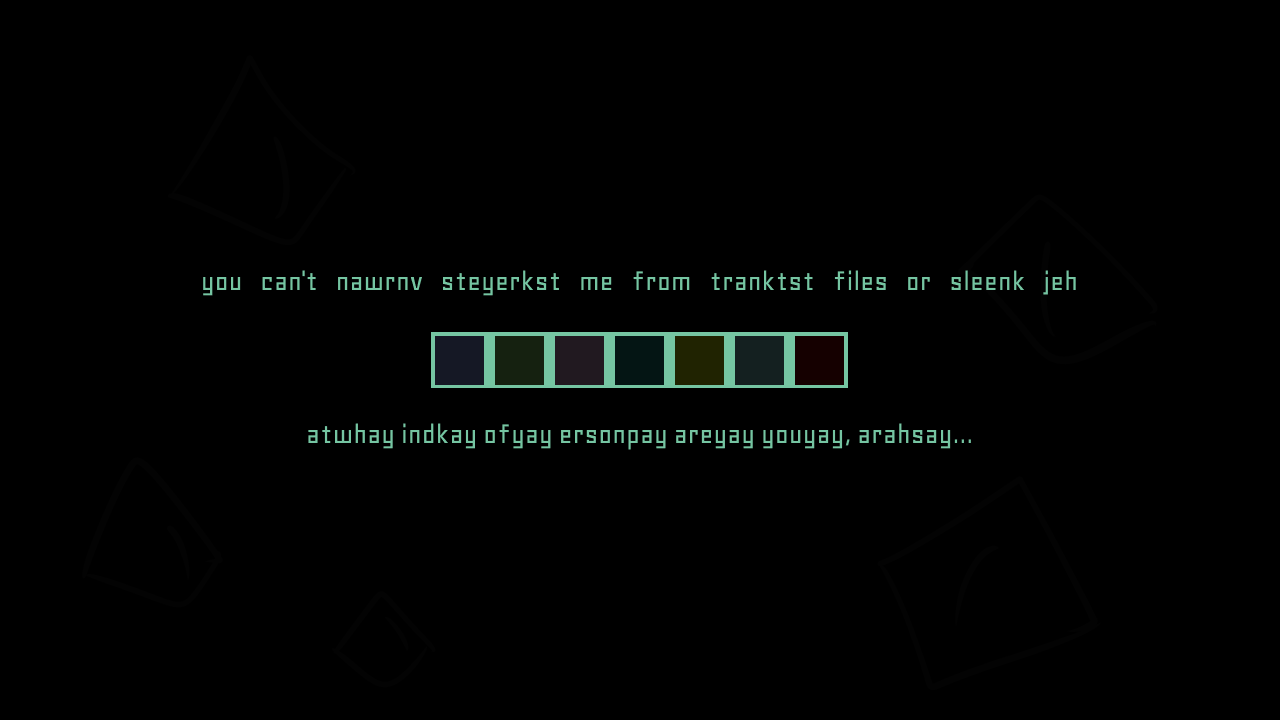 you can't nawrnv steyerkst me from tranktst files or sleenk jeh
atwhay indkay ofyay ersonpay areyay youyay, arahsay...